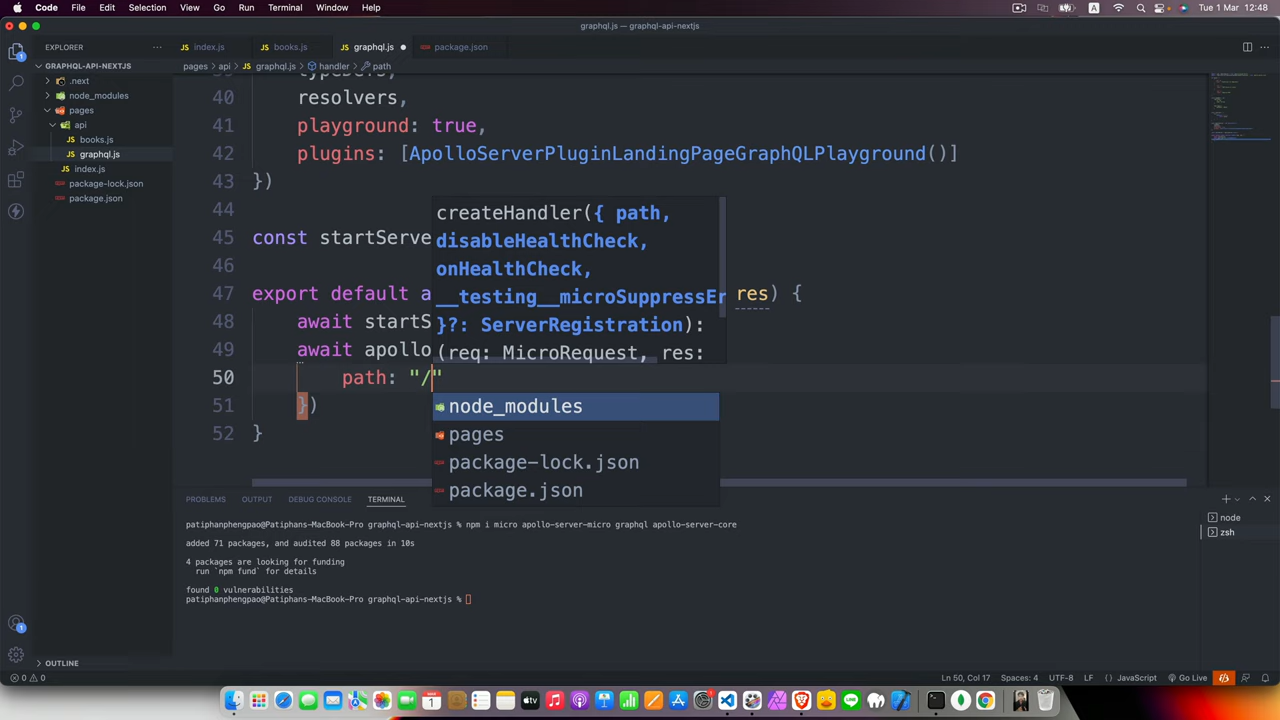 Code File Edit Selection View Go Run Terminal Window Help A Tue 1 Mar 12:48
graphql.js — graphql-api-nextjs
EXPLORER
JS index.js JS books.js JS graphql.js package.json
GRAPHQL-API-NEXTJS
pages > api > JS graphql.js > handler > path
.next
node_modules
pages
api
JS books.js
JS graphql.js
JS index.js
package-lock.json
package.json
40 resolvers,
41 playground: true,
42 plugins: [ApolloServerPluginLandingPageGraphQLPlayground()]
43 })
44
45 const startServe
46
47 export default a res) {
48 await startS
49 await apollo
50 path: "/"
51 })
52 }
createHandler({ path,
disableHealthCheck,
onHealthCheck,
__testing__microSuppressEr
}?: ServerRegistration):
(req: MicroRequest, res:
node_modules
pages
package-lock.json
package.json
PROBLEMS OUTPUT DEBUG CONSOLE TERMINAL
patiphanphengpao@Patiphans-MacBook-Pro graphql-api-nextjs % npm i micro apollo-server-micro graphql apollo-server-core
added 71 packages, and audited 88 packages in 10s
4 packages are looking for funding
run `npm fund` for details
found 0 vulnerabilities
patiphanphengpao@Patiphans-MacBook-Pro graphql-api-nextjs %
node
zsh
OUTLINE
0 0 Ln 50, Col 17 Spaces: 4 UTF-8 LF JavaScript Go Live